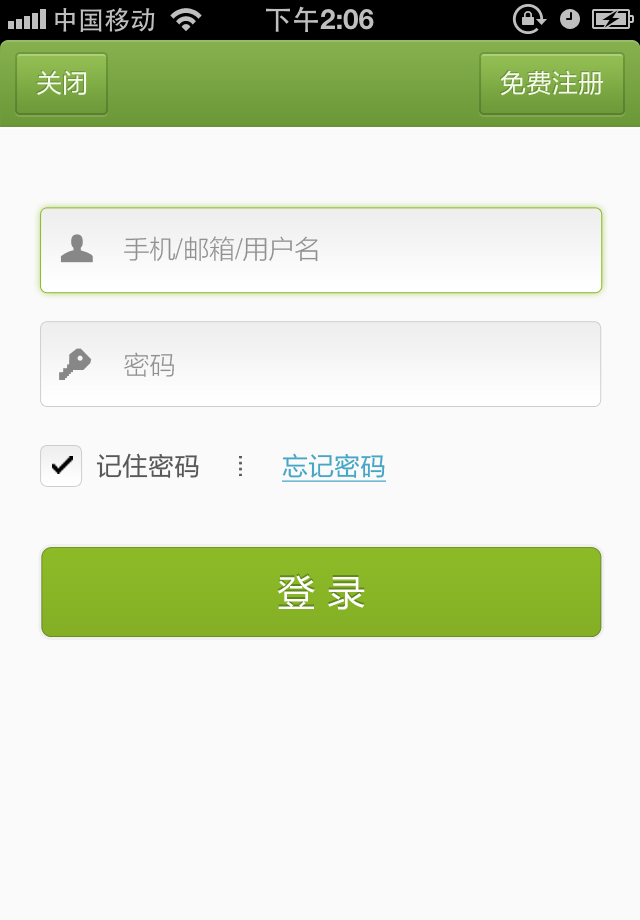 中国移动 下午2:06
关闭 免费注册
手机/邮箱/用户名
密码
记住密码 忘记密码
登 录